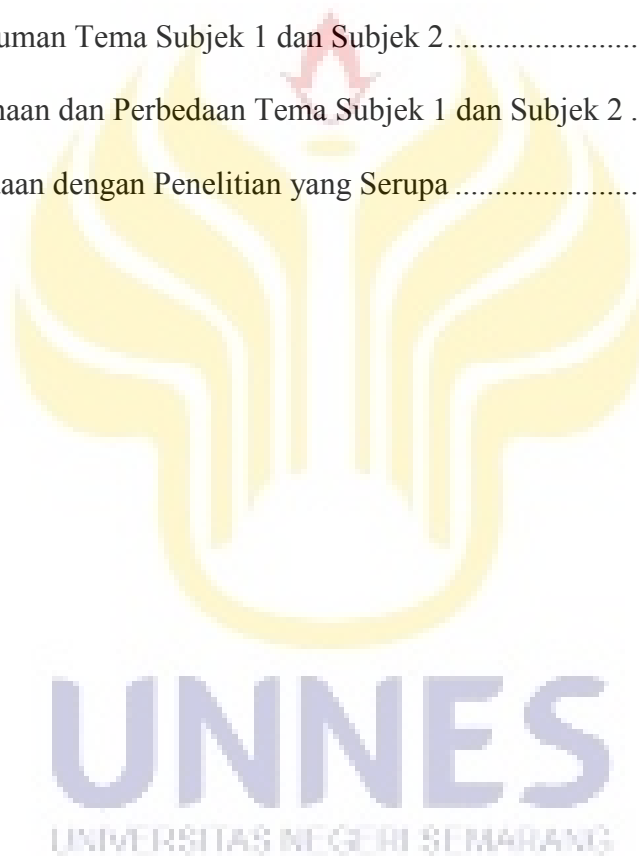 uman Tema Subjek 1 dan Subjek 2......................
naan dan Perbedaan Tema Subjek 1 dan Subjek 2 .
aan dengan Penelitian yang Serupa .....................
UNNES
UNIVERSITAS NEGERI SEMARANG